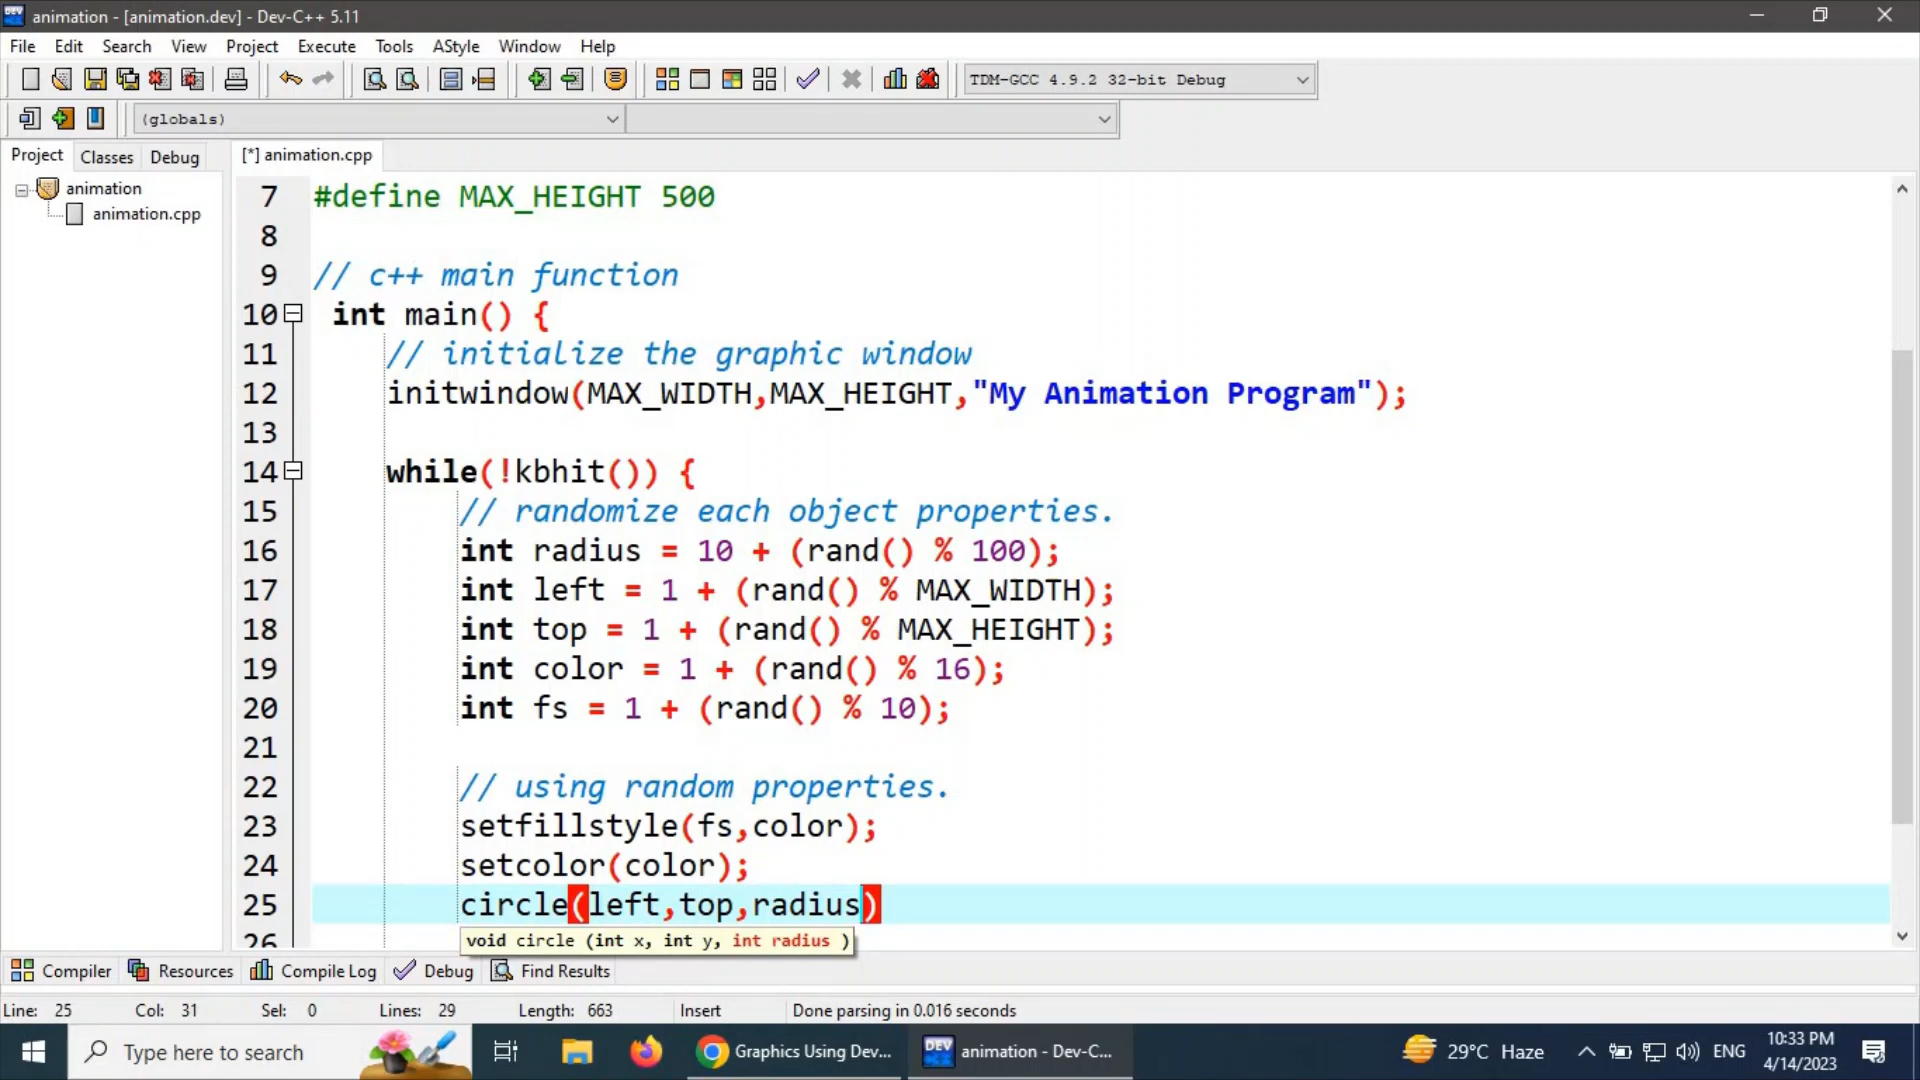 animation - [animation.dev] - Dev-C++ 5.11
File Edit Search View Project Execute Tools AStyle Window Help
TDM-GCC 4.9.2 32-bit Debug
(globals)
Project Classes Debug [*] animation.cpp
animation
animation.cpp
7 #define MAX_HEIGHT 500
8
9 // c++ main function
10 int main() {
11 // initialize the graphic window
12 initwindow(MAX_WIDTH,MAX_HEIGHT,"My Animation Program");
13
14 while(!kbhit()) {
15 // randomize each object properties.
16 int radius = 10 + (rand() % 100);
17 int left = 1 + (rand() % MAX_WIDTH);
18 int top = 1 + (rand() % MAX_HEIGHT);
19 int color = 1 + (rand() % 16);
20 int fs = 1 + (rand() % 10);
21
22 // using random properties.
23 setfillstyle(fs,color);
24 setcolor(color);
25 circle(left,top,radius)
26 void circle (int x, int y, int radius )
Compiler Resources Compile Log Debug Find Results
Line: 25 Col: 31 Sel: 0 Lines: 29 Length: 663 Insert Done parsing in 0.016 seconds
Type here to search Graphics Using Dev... DEV animation - Dev-C... 29°C Haze ENG 10:33 PM
4/14/2023